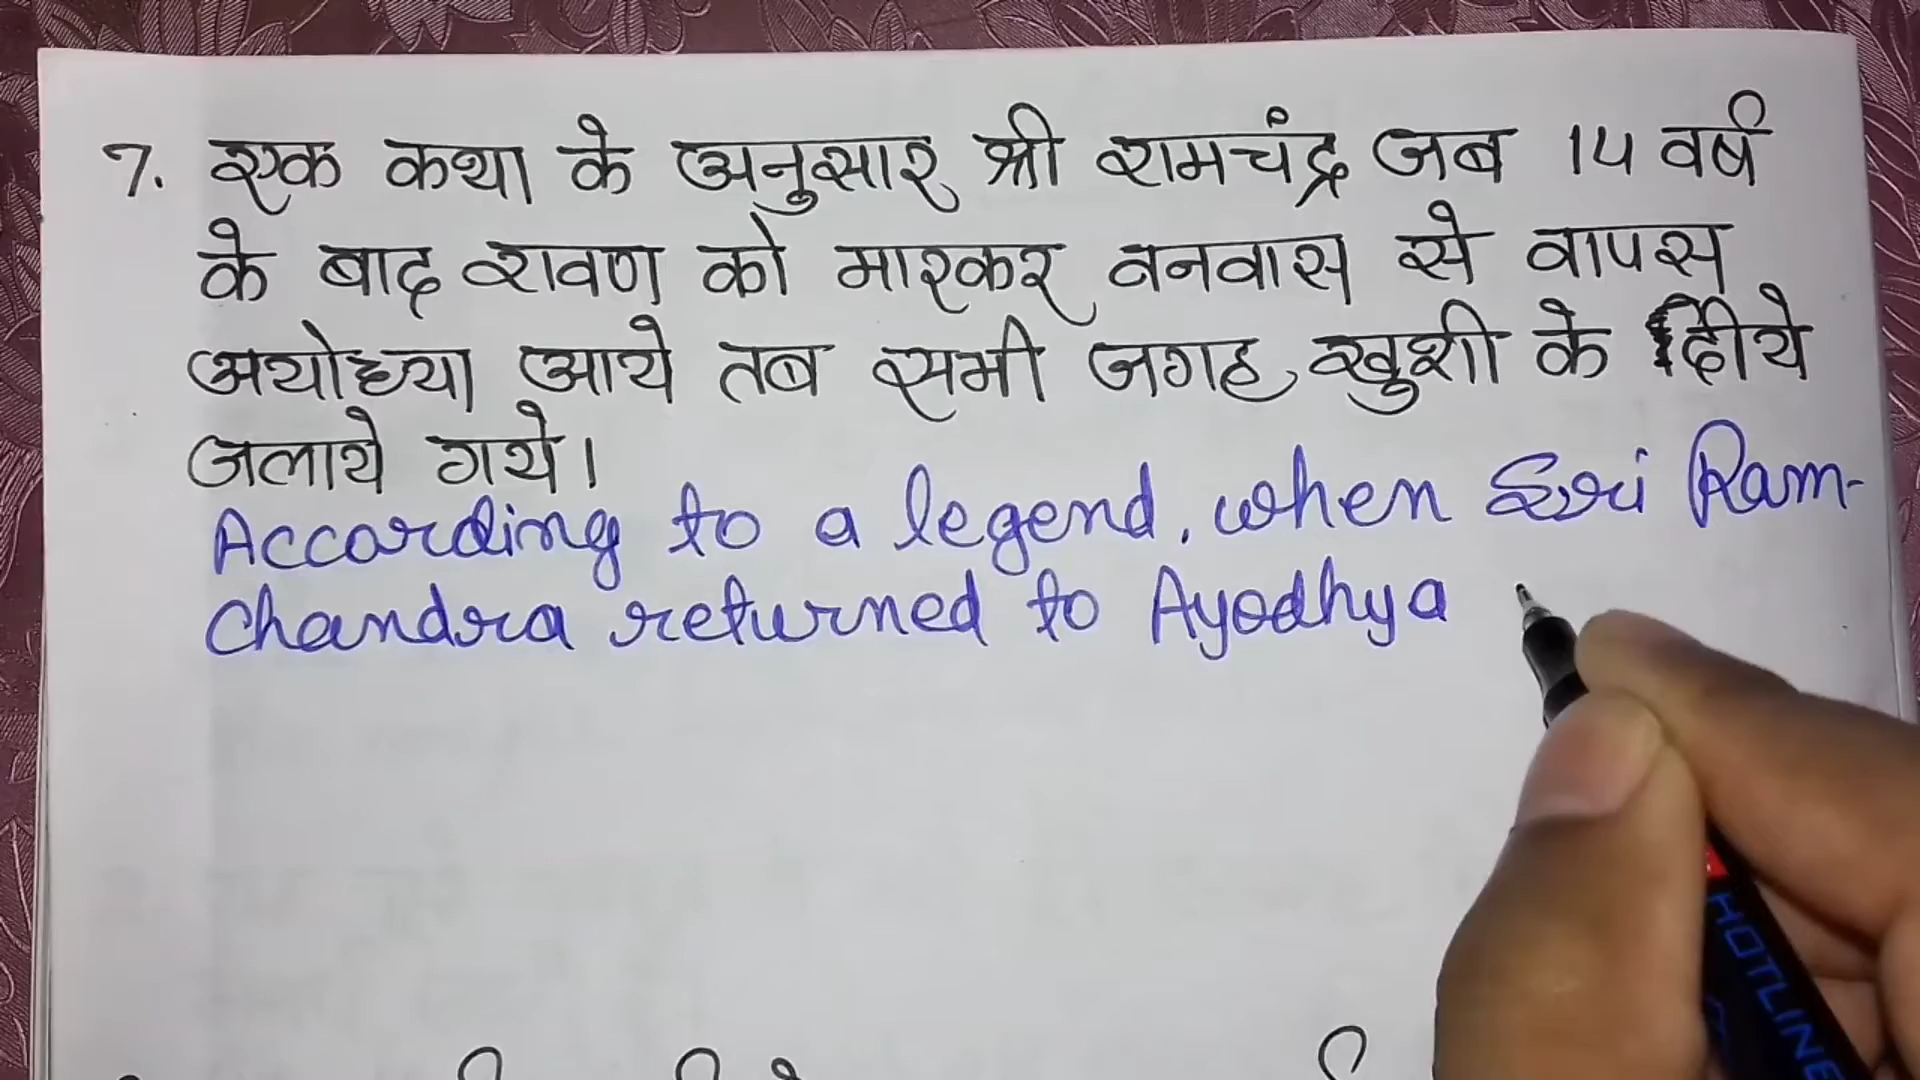 7. एक कथा के अनुसार श्री रामचंद्र जब 14 वर्ष
के बाद रावण को मारकर वनवास से वापस
अयोध्या आये तब सभी जगह खुशी के दीये
जलाये गये।
According to a legend, when Sri Ram-
chandra returned to Ayodhya
HOTLINE